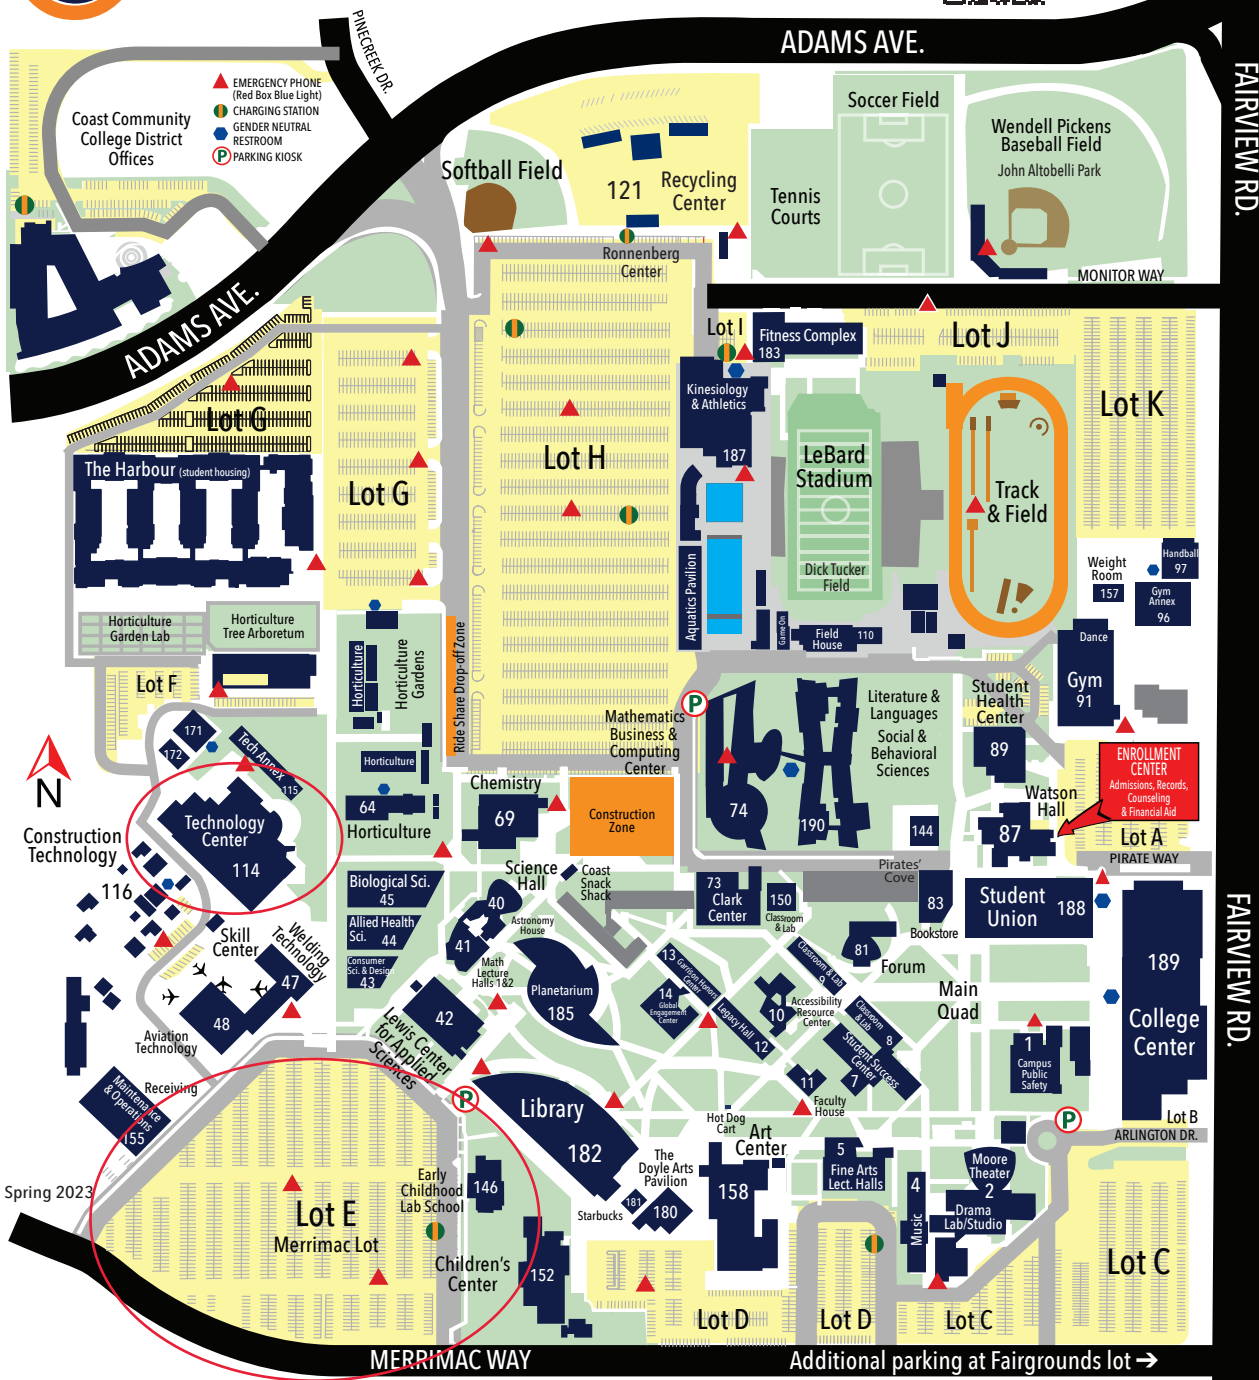 ADAMS AVE.
PINECREEK DR.
FAIRVIEW RD.
EMERGENCY PHONE
(Red Box Blue Light)
CHARGING STATION
GENDER NEUTRAL
RESTROOM
P PARKING KIOSK
Coast Community
College District
Offices
Softball Field
121
Recycling
Center
Ronnenberg
Center
Tennis
Courts
Soccer Field
Wendell Pickens
Baseball Field
John Altobelli Park
MONITOR WAY
ADAMS AVE.
Lot G
The Harbour (student housing)
Lot G
Lot H
Lot I
Fitness Complex
183
Kinesiology
& Athletics
187
LeBard
Stadium
Dick Tucker
Field
Lot J
Lot K
Track
& Field
Aquatics Pavilion
Game On
Field
House
110
Weight
Room
157
Handball
97
Gym
Annex
96
Dance
Gym
91
Horticulture
Garden Lab
Horticulture
Tree Arboretum
Horticulture
Horticulture
Gardens
Ride Share Drop-off Zone
Lot F
171
172
Tech Annex
115
Horticulture
64
Horticulture
Mathematics
Business &
Computing
Center
P
74
190
Literature &
Languages
Social &
Behavioral
Sciences
Student
Health
Center
89
ENROLLMENT
CENTER
Admissions, Records,
Counseling
& Financial Aid
Watson
Hall
87
Lot A
PIRATE WAY
144
Pirates'
Cove
N
Construction
Technology
116
Technology
Center
114
Chemistry
69
Construction
Zone
Science
Hall
Coast
Snack
Shack
Biological Sci.
45
Allied Health
Sci.
44
Consumer
Sci. & Design
43
40
41
Astronomy
House
Math
Lecture
Halls 1&2
Planetarium
185
73
Clark
Center
150
Classroom
& Lab
83
Bookstore
Student
Union
188
81
Forum
Main
Quad
189
College
Center
FAIRVIEW RD.
Skill
Center
Welding
Technology
47
48
Aviation
Technology
42
Lewis Center
for Applied
Sciences
13
Garrison Honors
Center
14
Global
Engagement
Center
Legacy Hall
12
10
Accessibility
Resource
Center
Classroom & Lab
9
Classroom
& Lab
8
Student Success
Center
7
11
Faculty
House
1
Campus
Public
Safety
Receiving
Maintenance
& Operations
155
P
Library
182
Hot Dog
Cart
Art
Center
158
The
Doyle Arts
Pavilion
181
180
Starbucks
5
Fine Arts
Lect. Halls
4
Music
Moore
Theater
2
Drama
Lab/Studio
P
Lot B
ARLINGTON DR.
Spring 2023
Lot E
Merrimac Lot
Early
Childhood
Lab School
146
Children's
Center
152
Lot D
Lot D
Lot C
Lot C
MERRIMAC WAY
Additional parking at Fairgrounds lot →